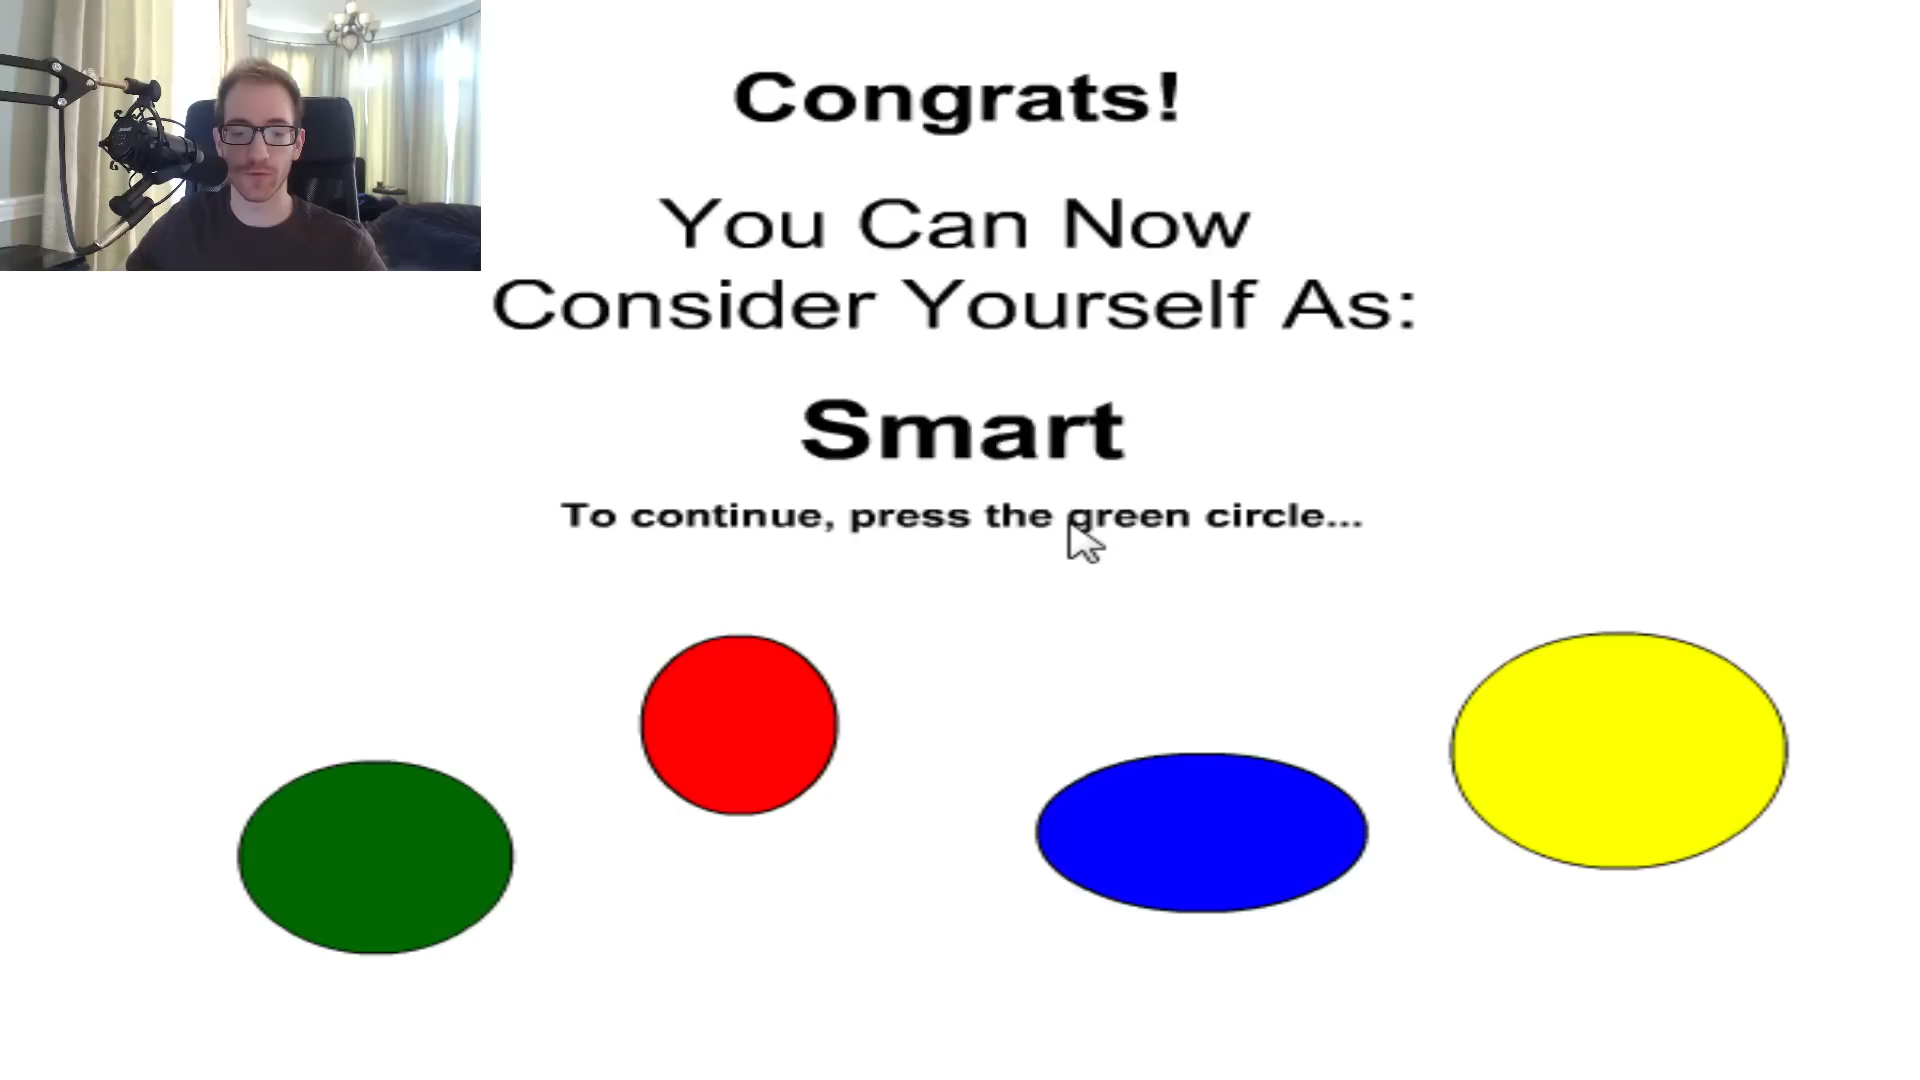 Congrats!
You Can Now
Consider Yourself As:
Smart
To continue, press the green circle...